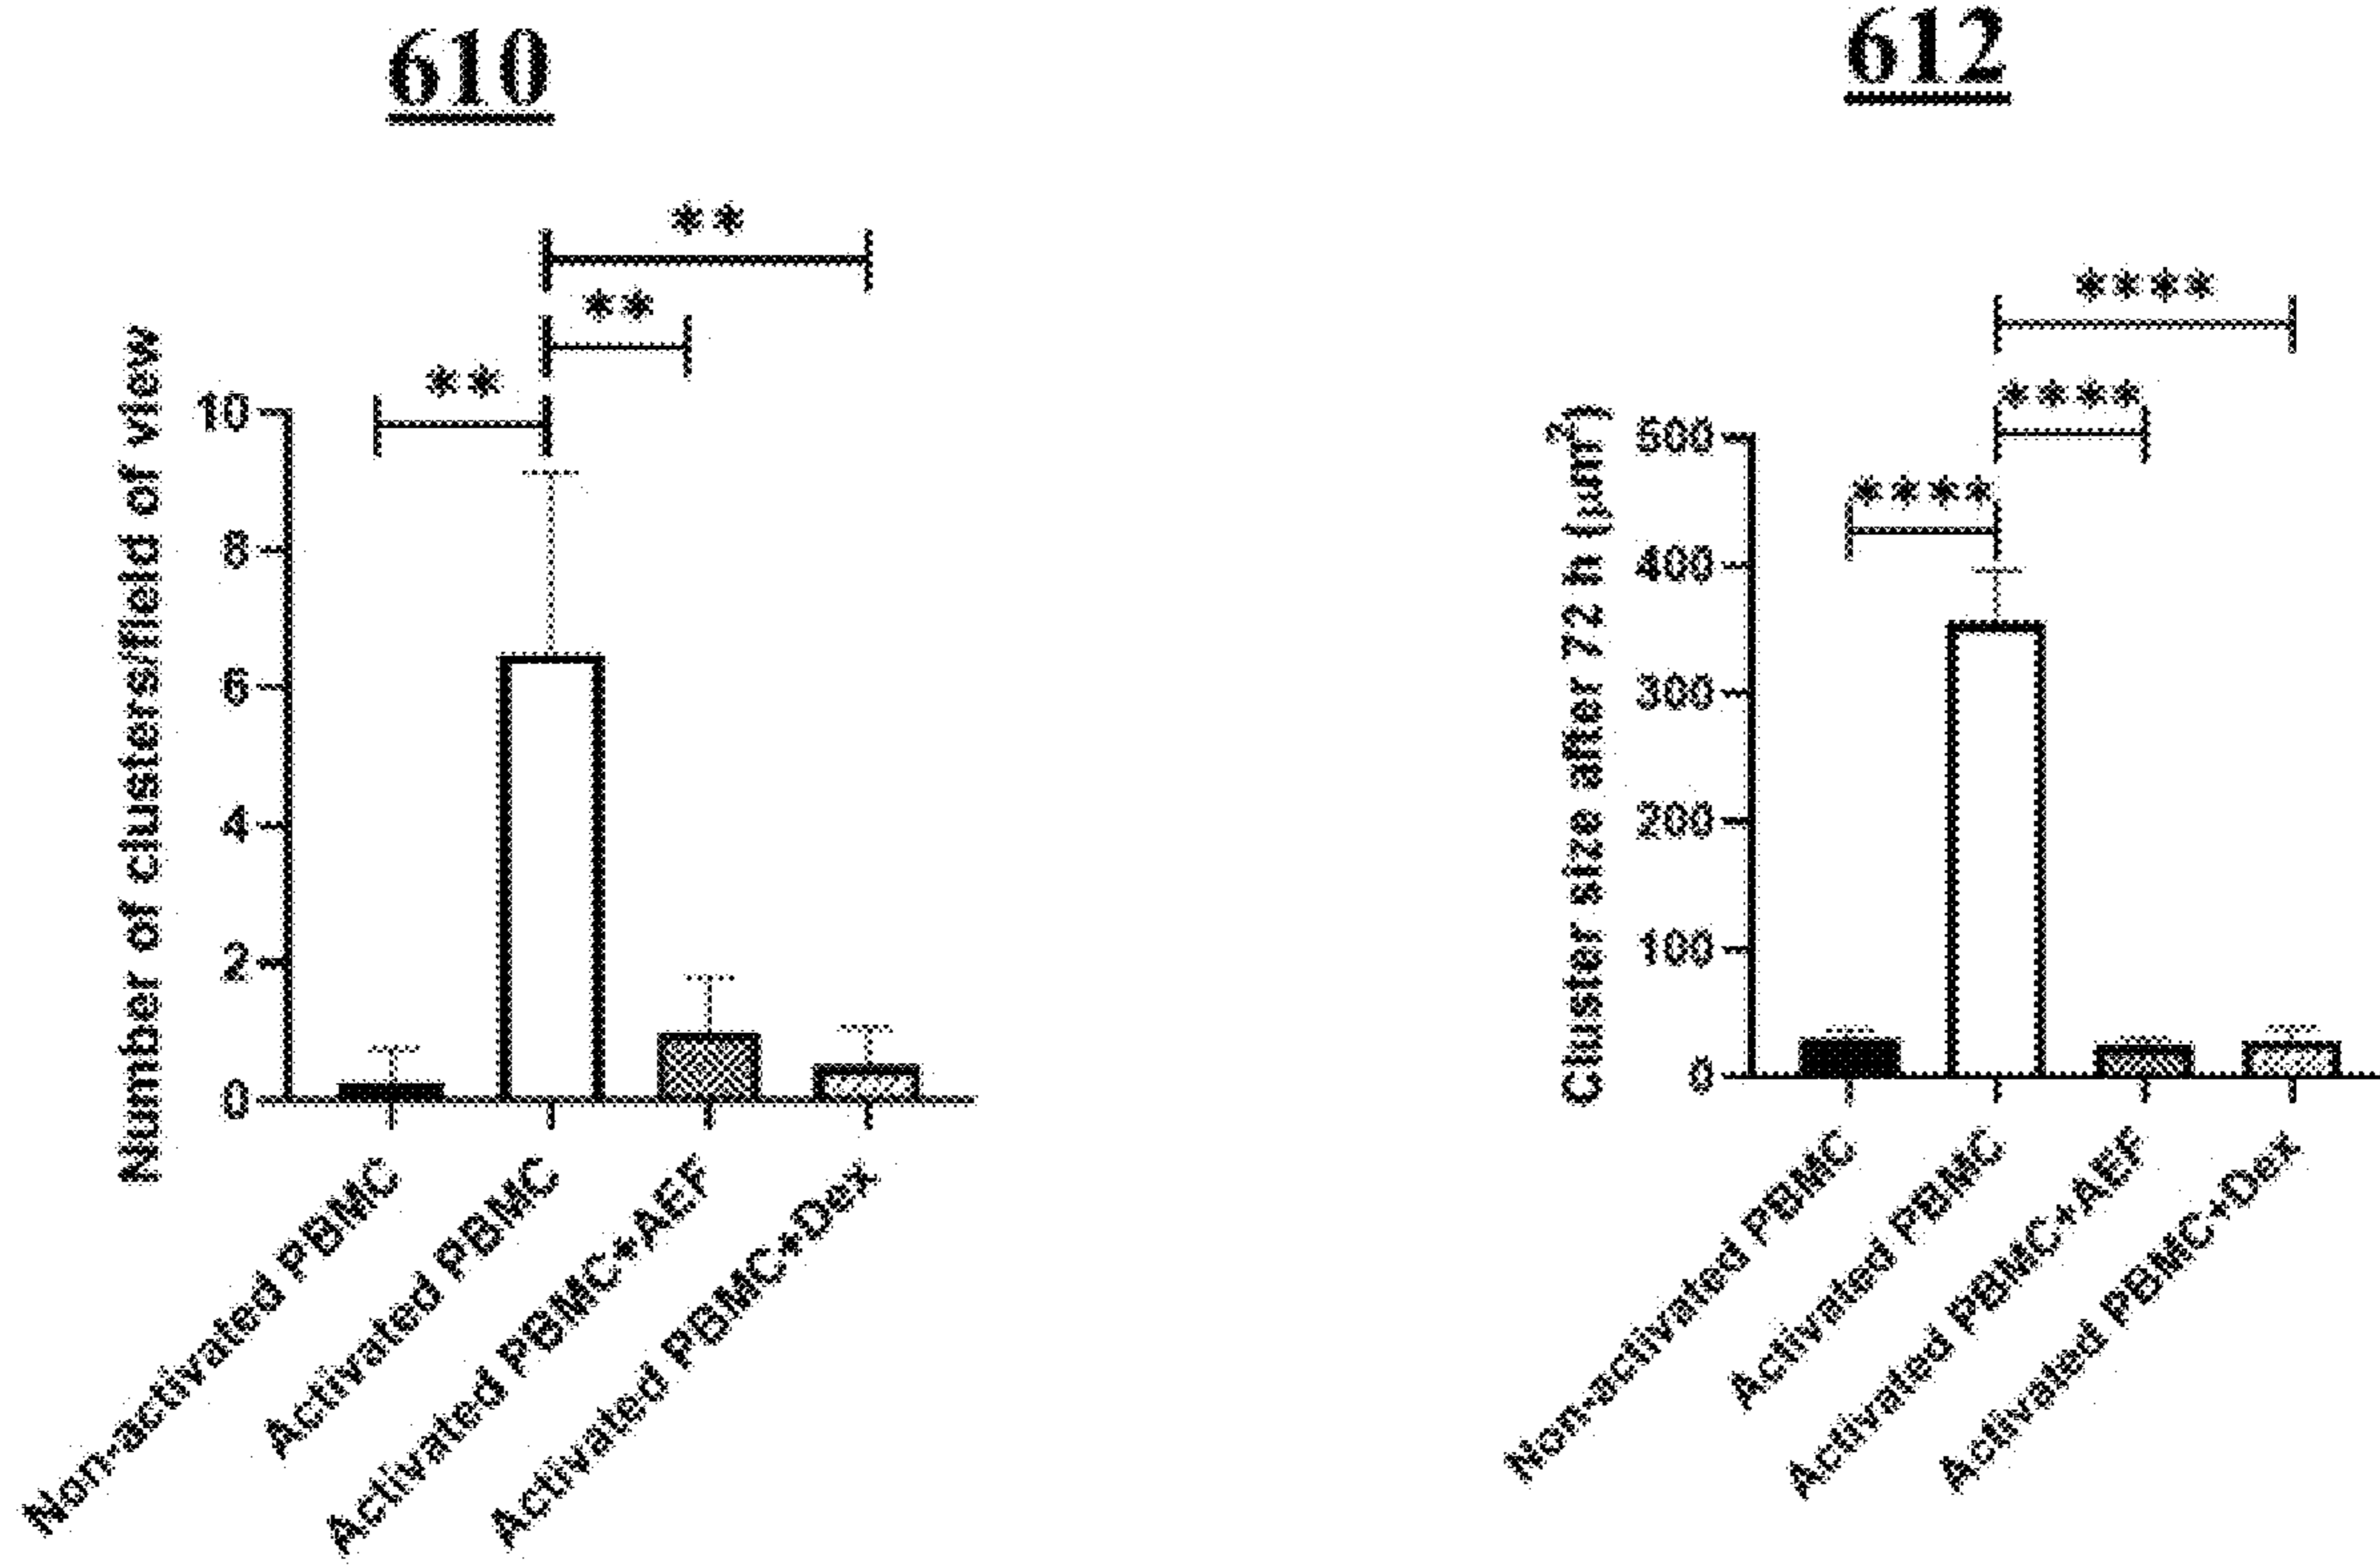 610
**
**
**
Number of clusters/field of view
10
8
6
4
2
0
Non-activated PBMC
Activated PBMC
Activated PBMC+AEF
Activated PBMC+Dex
612
****
****
****
Cluster size after 72 h (µm²)
500
400
300
200
100
0
Non-activated PBMC
Activated PBMC
Activated PBMC+AEF
Activated PBMC+Dex